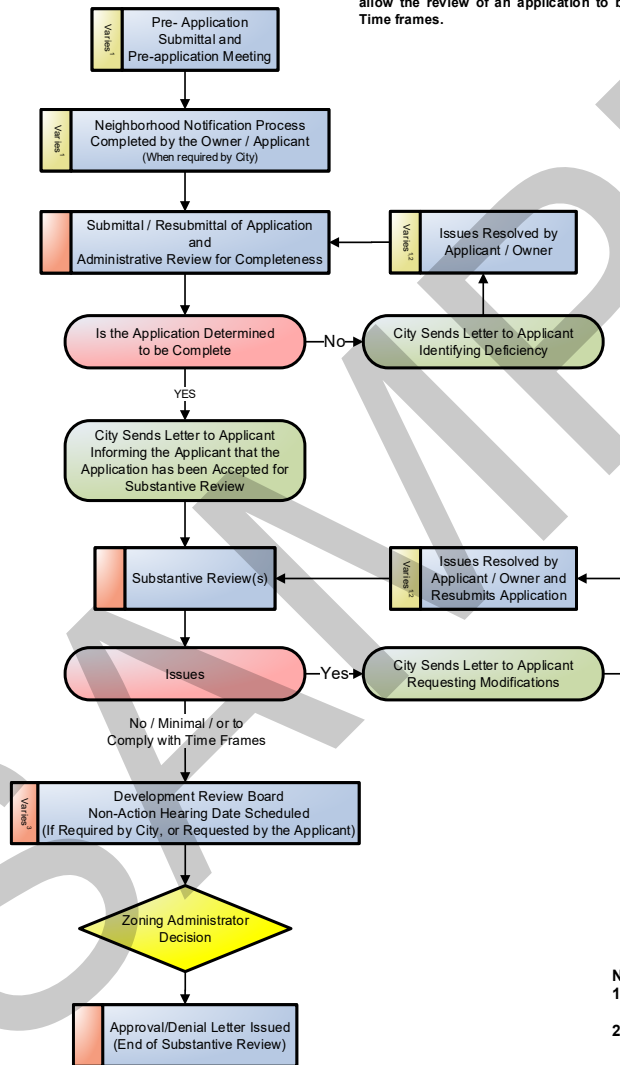 allow the review of an application to b
Time frames.
Varies1
Pre- Application
Submittal and
Pre-application Meeting
Varies1
Neighborhood Notification Process
Completed by the Owner / Applicant
(When required by City)
Submittal / Resubmittal of Application
and
Administrative Review for Completeness
Varies1,2
Issues Resolved by
Applicant / Owner
Is the Application Determined
to be Complete
No
City Sends Letter to Applicant
Identifying Deficiency
YES
City Sends Letter to Applicant
Informing the Applicant that the
Application has been Accepted for
Substantive Review
Substantive Review(s)
Varies1,2
Issues Resolved by
Applicant / Owner and
Resubmits Application
Issues
Yes
City Sends Letter to Applicant
Requesting Modifications
No / Minimal / or to
Comply with Time Frames
Varies3
Development Review Board
Non-Action Hearing Date Scheduled
(If Required by City, or Requested by the Applicant)
Zoning Administrator
Decision
Approval/Denial Letter Issued
(End of Substantive Review)
N
1
2
SAMP